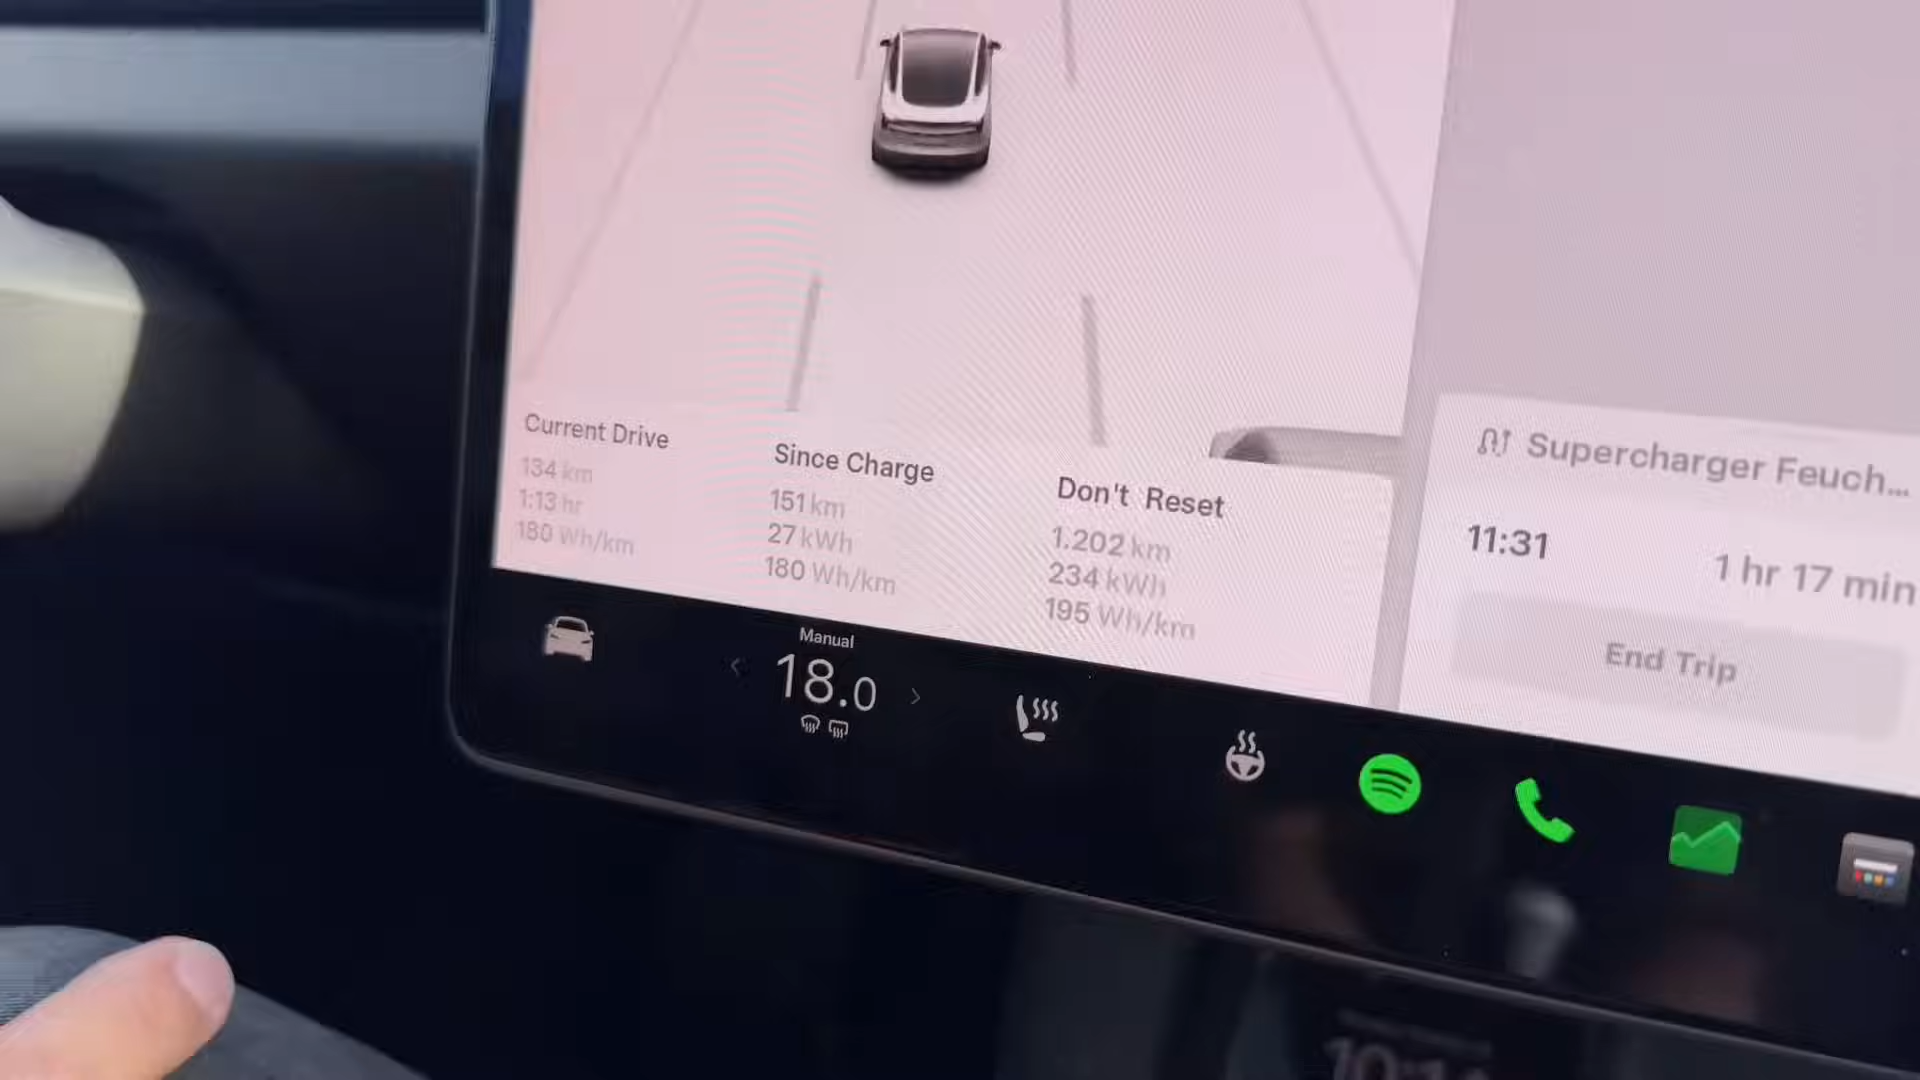 Current Drive
134 km
1:13 hr
180 Wh/km
Since Charge
151 km
27 kWh
180 Wh/km
Don't Reset
1.202 km
234 kWh
195 Wh/km
Supercharger Feuch...
11:31
1 hr 17 min
End Trip
Manual
18.0